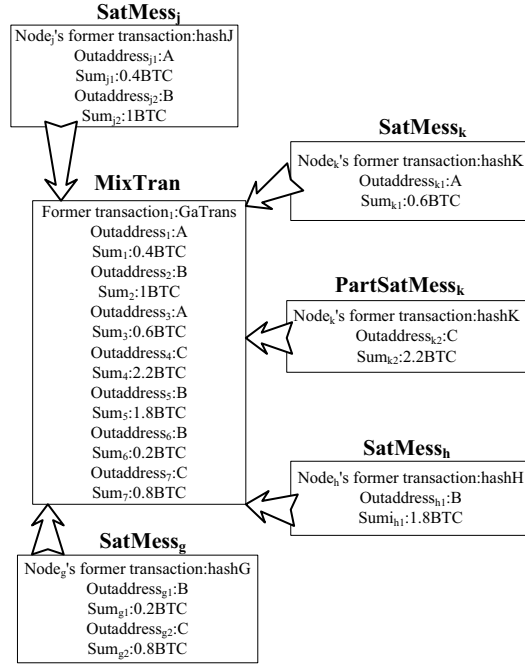 SatMessj
Nodej's former transaction:hashJ
Outaddressj1:A
Sumj1:0.4BTC
Outaddressj2:B
Sumj2:1BTC
MixTran
Former transaction1:GaTrans
Outaddress1:A
Sum1:0.4BTC
Outaddress2:B
Sum2:1BTC
Outaddress3:A
Sum3:0.6BTC
Outaddress4:C
Sum4:2.2BTC
Outaddress5:B
Sum5:1.8BTC
Outaddress6:B
Sum6:0.2BTC
Outaddress7:C
Sum7:0.8BTC
SatMessk
Nodek's former transaction:hashK
Outaddressk1:A
Sumk1:0.6BTC
PartSatMessk
Nodek's former transaction:hashK
Outaddressk2:C
Sumk2:2.2BTC
SatMessh
Nodeh's former transaction:hashH
Outaddressh1:B
Sumih1:1.8BTC
SatMessg
Nodeg's former transaction:hashG
Outaddressg1:B
Sumg1:0.2BTC
Outaddressg2:C
Sumg2:0.8BTC